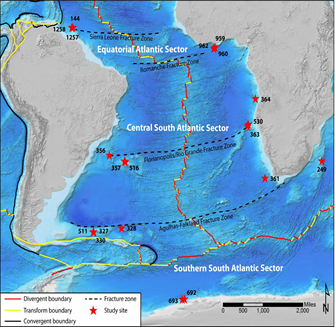 144
1258
1257
Sierra Leone Fracture Zone
Equatorial Atlantic Sector
959
962
960
Romanche Fracture Zone
364
Central South Atlantic Sector
530
363
356
357 516
Florianopolis/Rio Grande Fracture Zone
249
361
Agulhas-Falkland Fracture Zone
511 327 328
330
Southern South Atlantic Sector
N
692
693
Divergent boundary
Transform boundary
Convergent boundary
Fracture zone
Study site
0 500 1,000 2,000
Miles